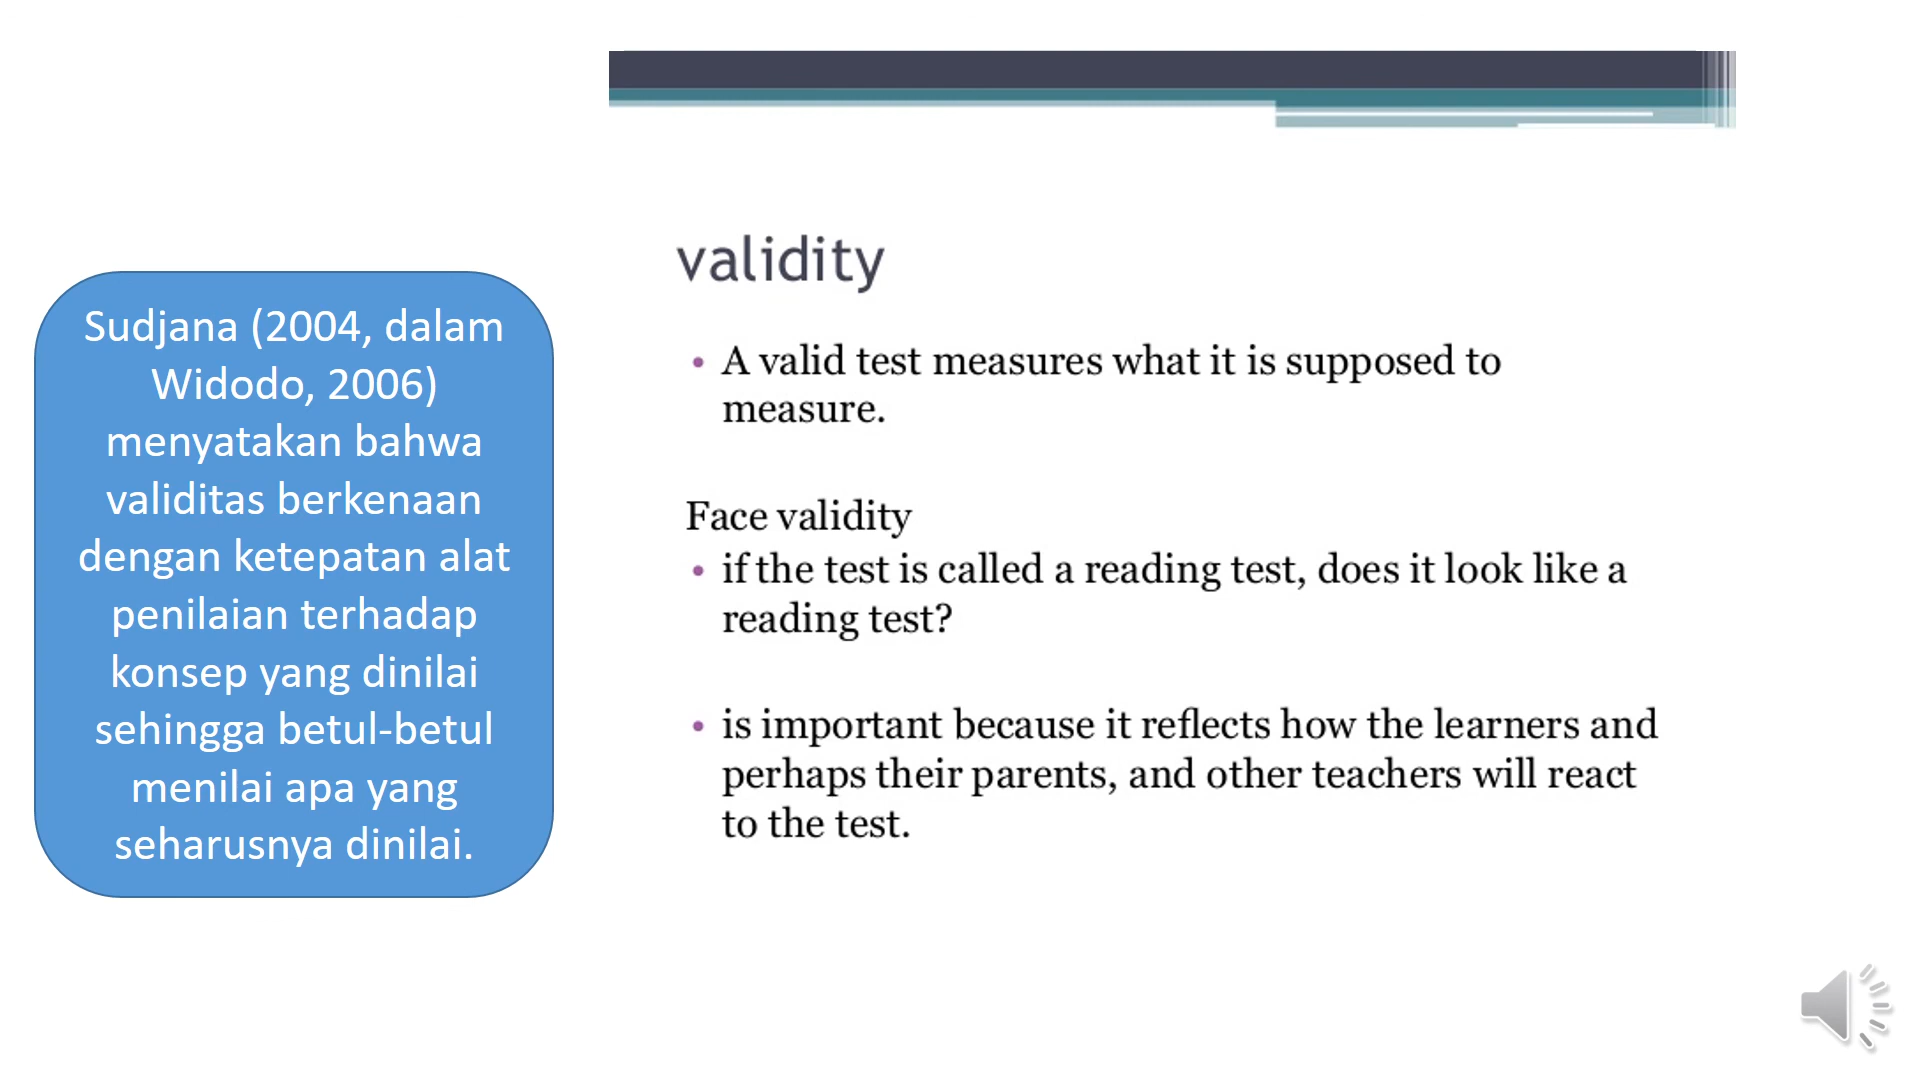 Sudjana (2004, dalam
Widodo, 2006)
menyatakan bahwa
validitas berkenaan
dengan ketepatan alat
penilaian terhadap
konsep yang dinilai
sehingga betul-betul
menilai apa yang
seharusnya dinilai.
validity
• A valid test measures what it is supposed to
measure.
Face validity
• if the test is called a reading test, does it look like a
reading test?
• is important because it reflects how the learners and
perhaps their parents, and other teachers will react
to the test.